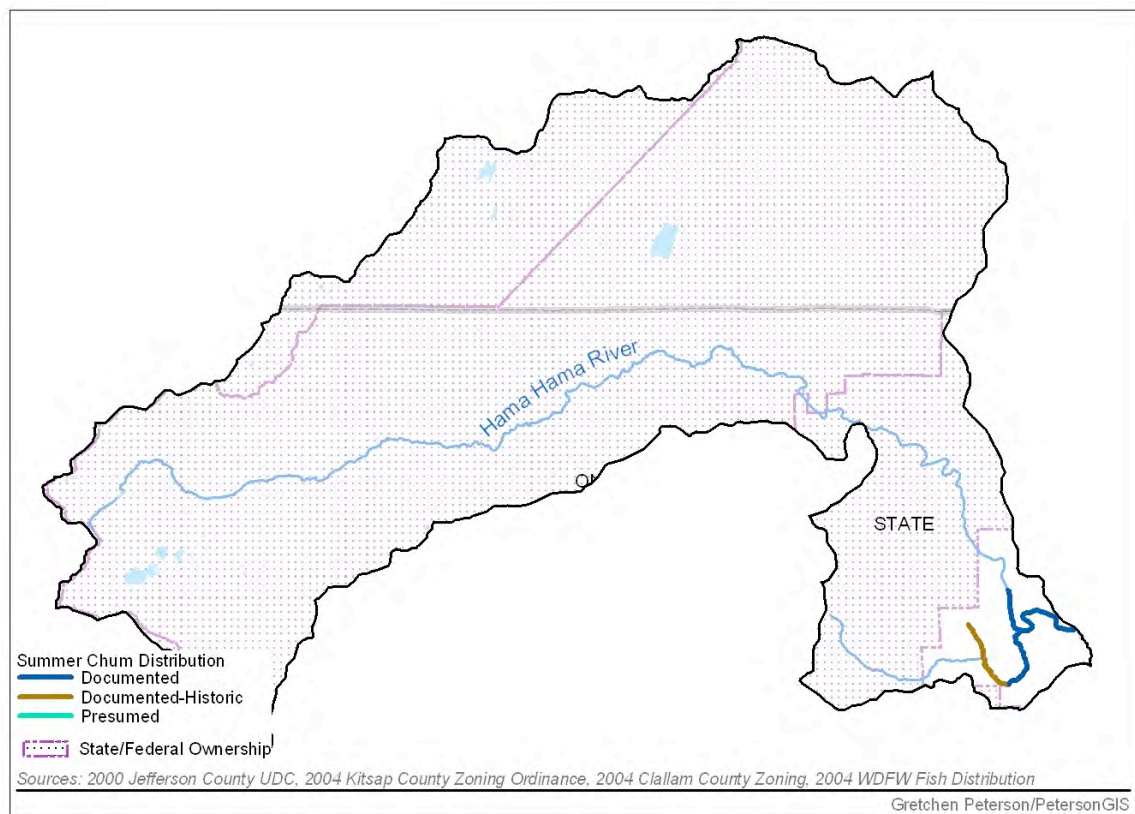 Hama Hama River
STATE
Summer Chum Distribution
Documented
Documented-Historic
Presumed
State/Federal Ownership
Sources: 2000 Jefferson County UDC, 2004 Kitsap County Zoning Ordinance, 2004 Clallam County Zoning, 2004 WDFW Fish Distribution
Gretchen Peterson/PetersonGIS